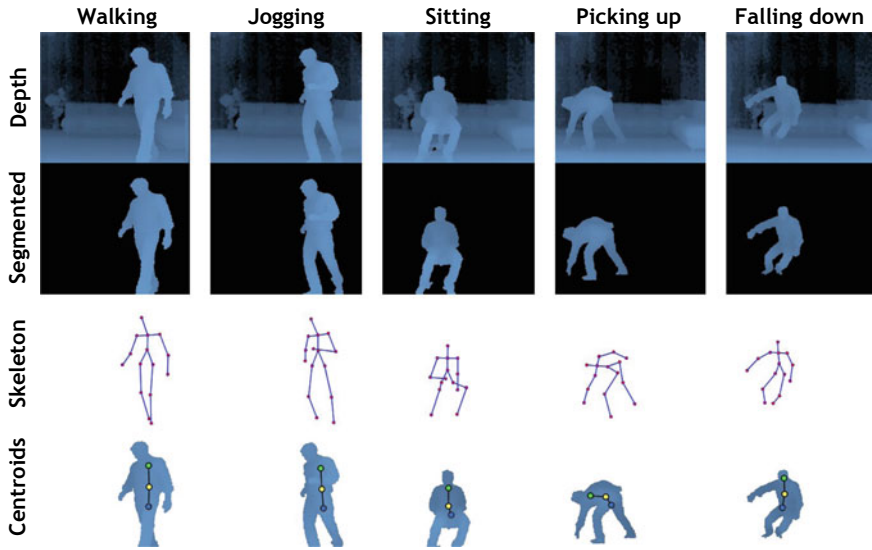 Walking Jogging Sitting Picking up Falling down
Depth
Segmented
Skeleton
Centroids